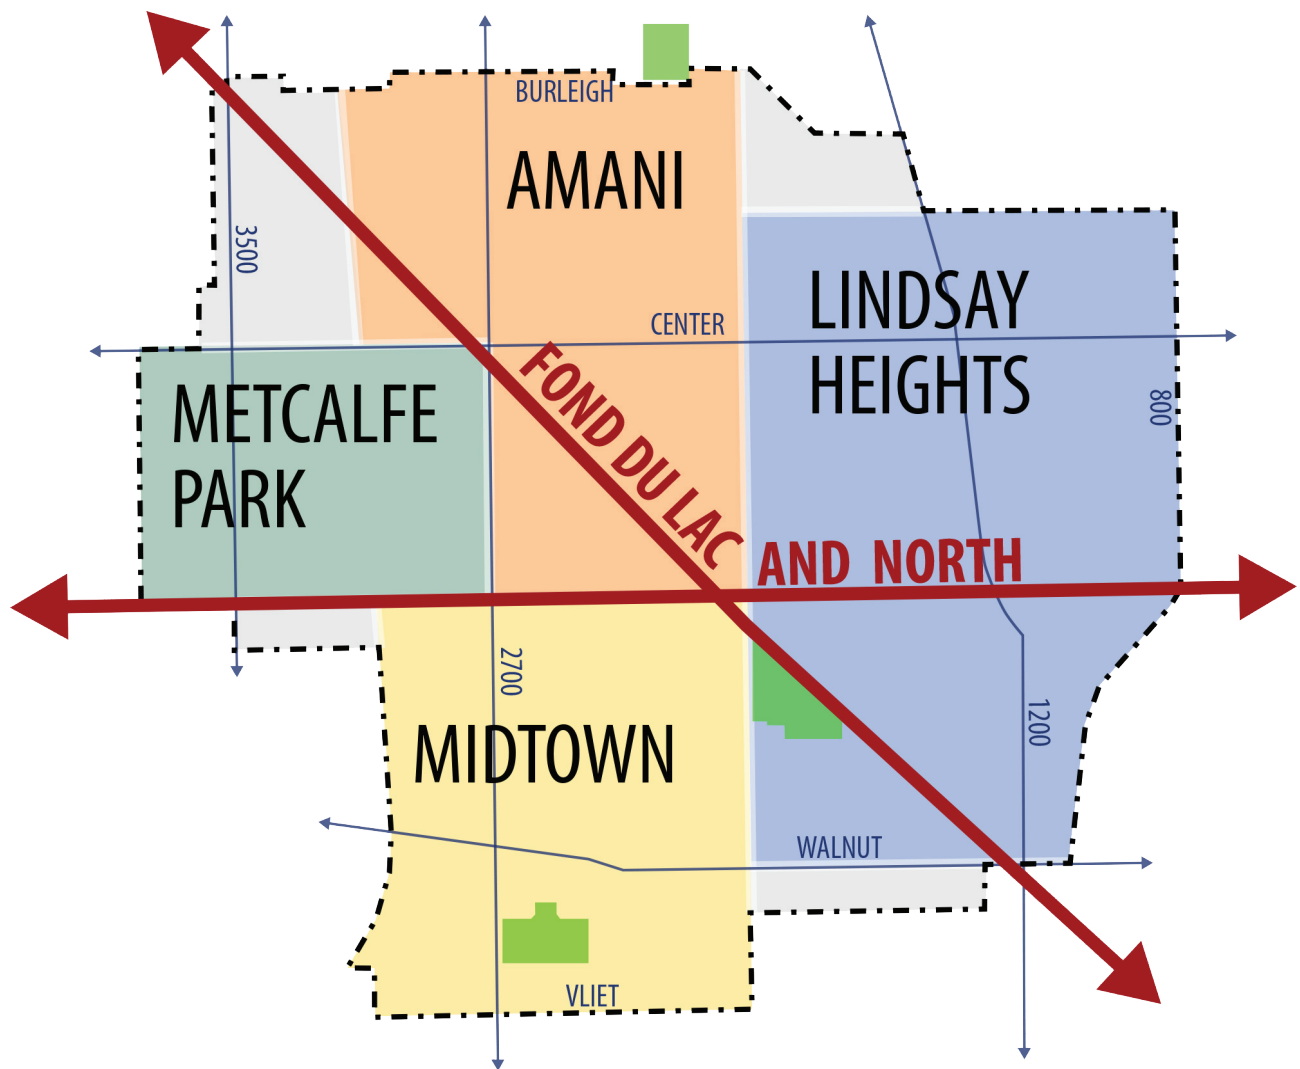 BURLEIGH
AMANI
3500
LINDSAY
HEIGHTS
CENTER
METCALFE
PARK
800
FOND DU LAC
AND NORTH
2700
1200
MIDTOWN
WALNUT
VLIET